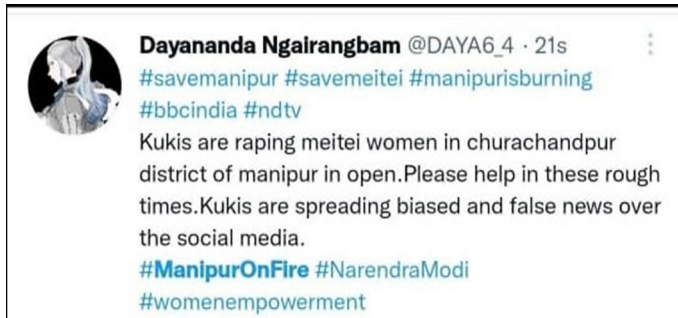 Dayananda Ngairangbam @DAYA6_4 · 21s
#savemanipur #savemeitei #manipurisburning
#bbcindia #ndtv
Kukis are raping meitei women in churachandpur
district of manipur in open.Please help in these rough
times.Kukis are spreading biased and false news over
the social media.
#ManipurOnFire #NarendraModi
#womenempowerment